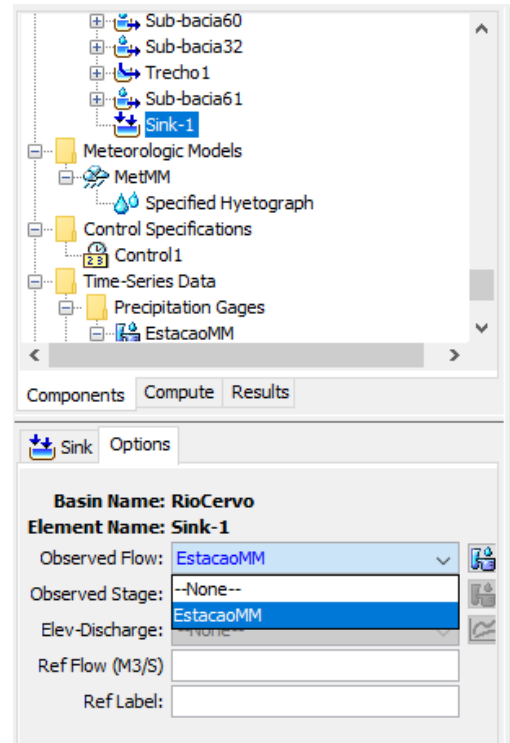 Sub-bacia60
Sub-bacia32
Trecho1
Sub-bacia61
Sink-1
Meteorologic Models
MetMM
Specified Hyetograph
Control Specifications
Control1
Time-Series Data
Precipitation Gages
EstacaoMM
Components Compute Results
Sink Options
Basin Name: RioCervo
Element Name: Sink-1
Observed Flow: EstacaoMM
Observed Stage: --None--
EstacaoMM
Elev-Discharge: --None--
Ref Flow (M3/S)
Ref Label: